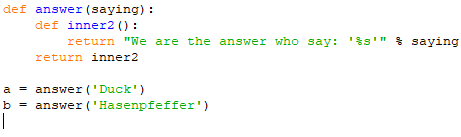 def answer(saying):
    def inner2():
        return "We are the answer who say: '%s'" % saying
    return inner2

a = answer('Duck')
b = answer('Hasenpfeffer')